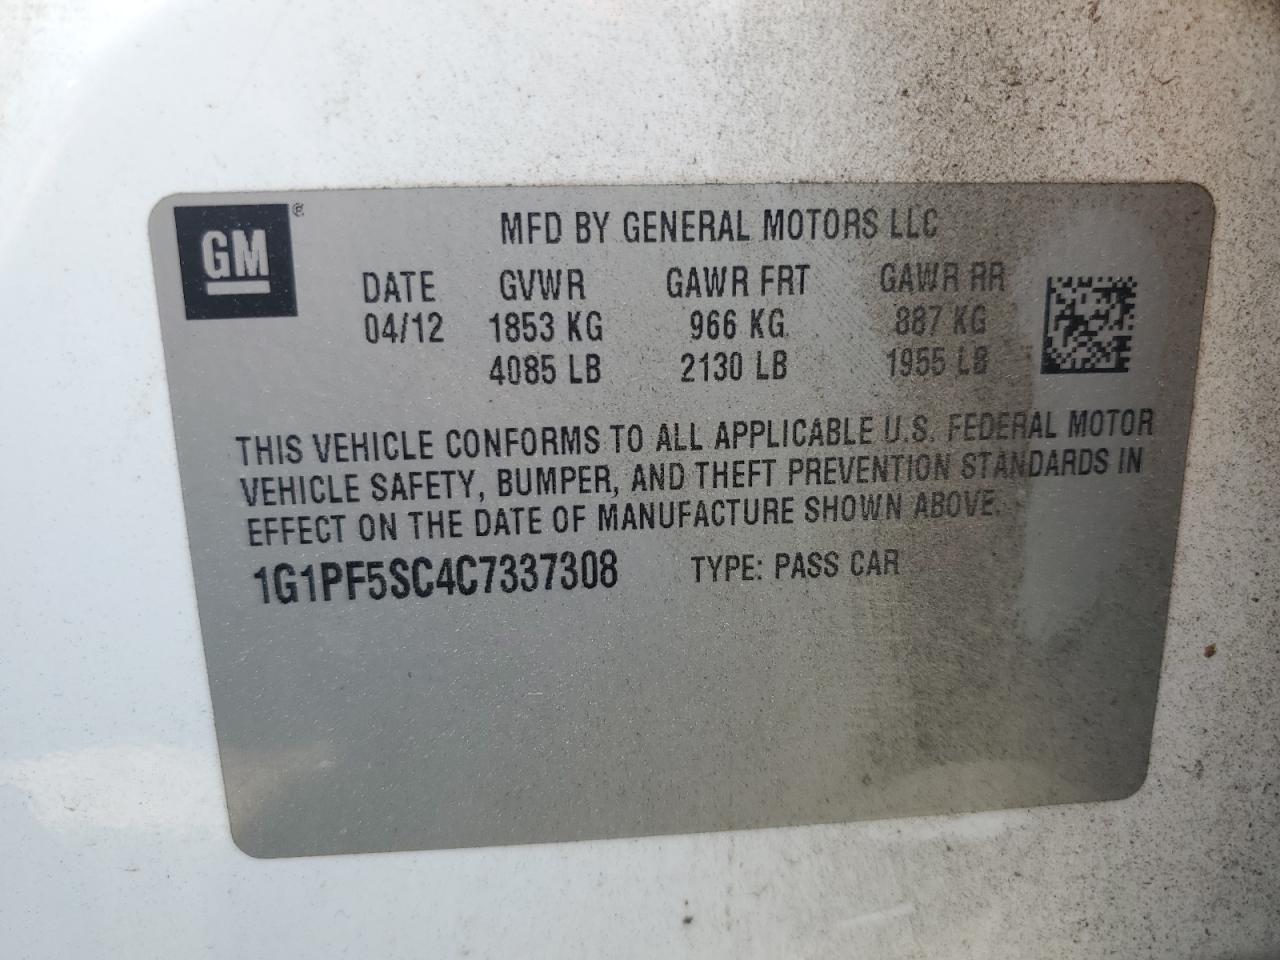 GM ®
MFD BY GENERAL MOTORS LLC
DATE GVWR GAWR FRT GAWR RR
04/12 1853 KG 966 KG 887 KG
4085 LB 2130 LB 1955 LB
THIS VEHICLE CONFORMS TO ALL APPLICABLE U.S. FEDERAL MOTOR
VEHICLE SAFETY, BUMPER, AND THEFT PREVENTION STANDARDS IN
EFFECT ON THE DATE OF MANUFACTURE SHOWN ABOVE.
1G1PF5SC4C7337308 TYPE: PASS CAR